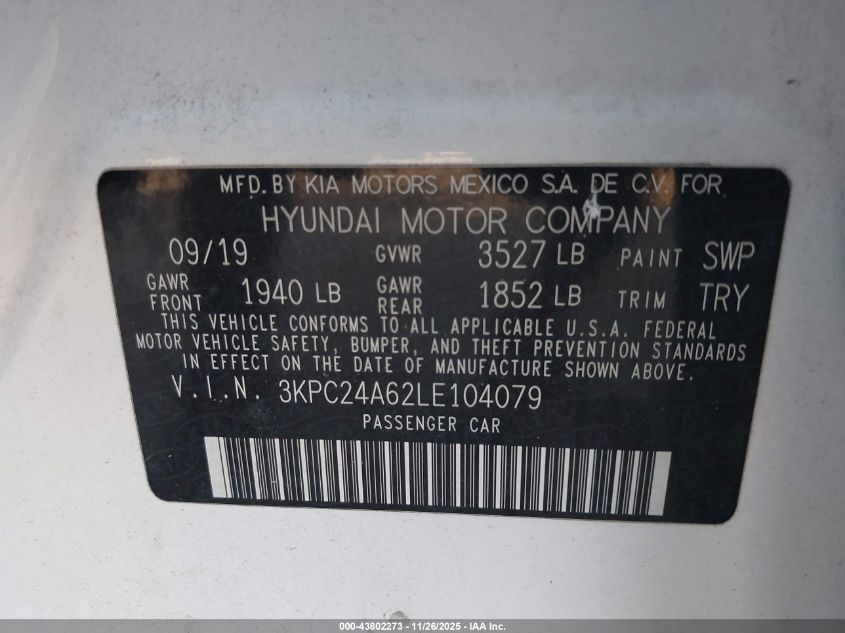 MFD. BY KIA MOTORS MEXICO S.A. DE C.V. FOR
HYUNDAI MOTOR COMPANY
09/19 GVWR 3527 LB PAINT SWP
GAWR FRONT 1940 LB GAWR REAR 1852 LB TRIM TRY
THIS VEHICLE CONFORMS TO ALL APPLICABLE U.S.A. FEDERAL
MOTOR VEHICLE SAFETY, BUMPER, AND THEFT PREVENTION STANDARDS
IN EFFECT ON THE DATE OF MANUFACTURE SHOWN ABOVE.
V.I.N. 3KPC24A62LE104079
PASSENGER CAR
000-43802273 - 11/26/2025 - IAA Inc.